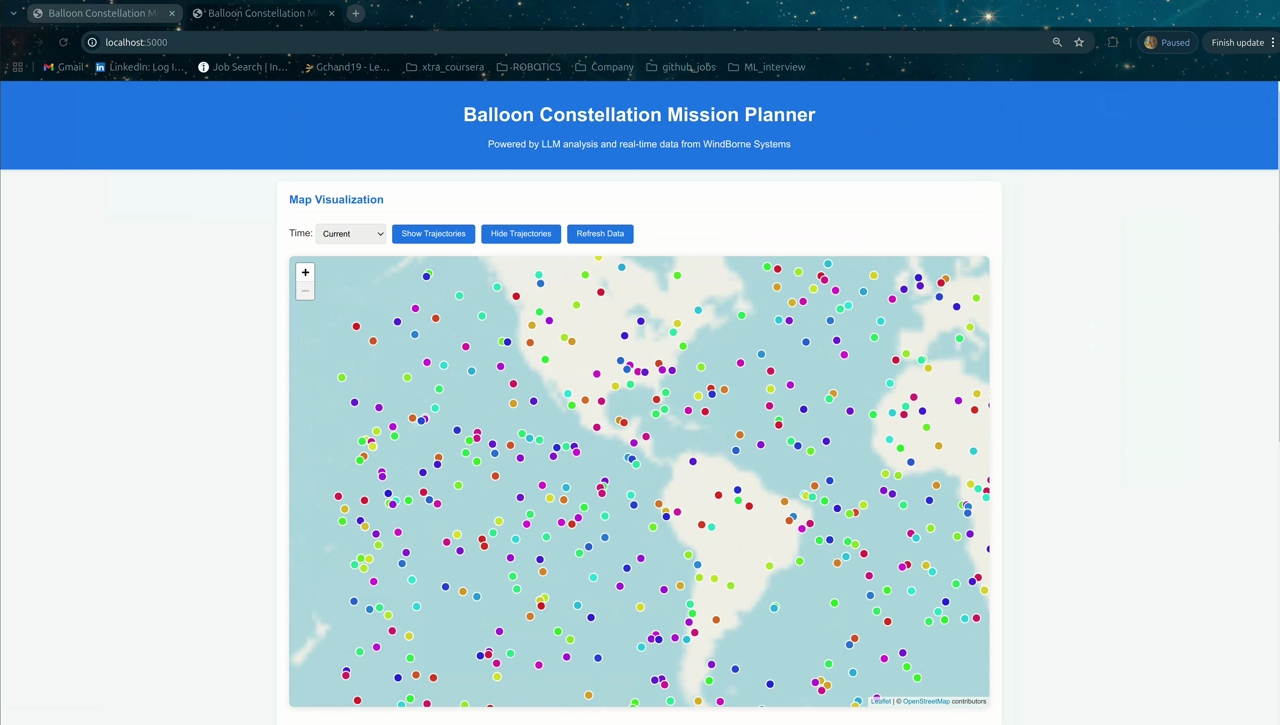 Balloon Constellation Mi
Balloon Constellation M
localhost:5000
Paused
Finish update
Gmail
LinkedIn: Log I...
Job Search | In...
Gchand19 - Le...
xtra_coursera
ROBOTICS
Company
github_jobs
ML_interview
Balloon Constellation Mission Planner
Powered by LLM analysis and real-time data from WindBorne Systems
Map Visualization
Time: Current Show Trajectories Hide Trajectories Refresh Data
+
−
Leaflet | © OpenStreetMap contributors